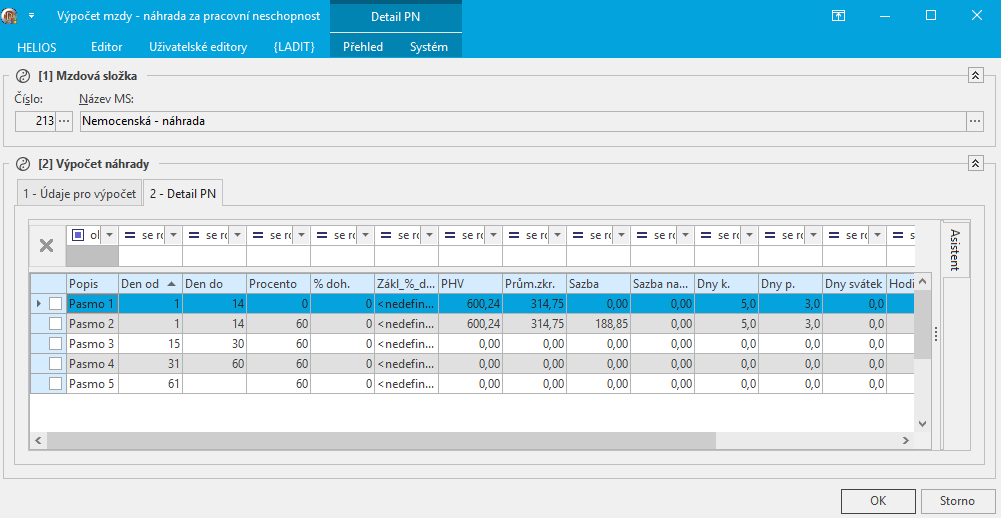 Výpočet mzdy - náhrada za pracovní neschopnost Detail PN
HELIOS Editor Uživatelské editory {LADIT} Přehled Systém
[1] Mzdová složka
Číslo: Název MS:
213 ... Nemocenská - náhrada ...
[2] Výpočet náhrady
1 - Údaje pro výpočet 2 - Detail PN
Asistent
Popis Den od Den do Procento % doh. Zákl_%_d... PHV Prům.zkr. Sazba Sazba na... Dny k. Dny p. Dny svátek Hodi
Pasmo 1 1 14 0 0 <nedefin... 600,24 314,75 0,00 0,00 5,0 3,0 0,0
Pasmo 2 1 14 60 0 <nedefin... 600,24 314,75 188,85 0,00 5,0 3,0 0,0
Pasmo 3 15 30 60 0 <nedefin... 0,00 0,00 0,00 0,00 0,0 0,0 0,0
Pasmo 4 31 60 60 0 <nedefin... 0,00 0,00 0,00 0,00 0,0 0,0 0,0
Pasmo 5 61 60 0 <nedefin... 0,00 0,00 0,00 0,00 0,0 0,0 0,0
OK Storno